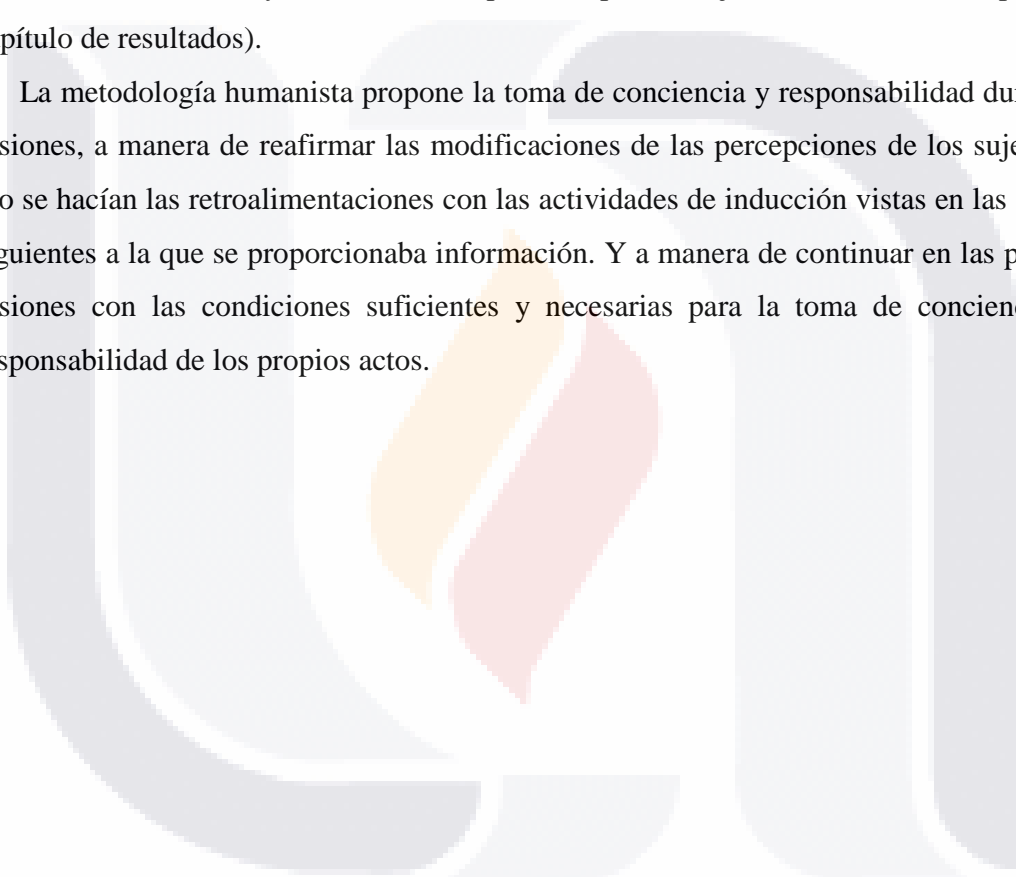 pítulo de resultados).
La metodología humanista propone la toma de conciencia y responsabilidad du
siones, a manera de reafirmar las modificaciones de las percepciones de los suje
o se hacían las retroalimentaciones con las actividades de inducción vistas en las
guientes a la que se proporcionaba información. Y a manera de continuar en las p
siones con las condiciones suficientes y necesarias para la toma de concien
sponsabilidad de los propios actos.